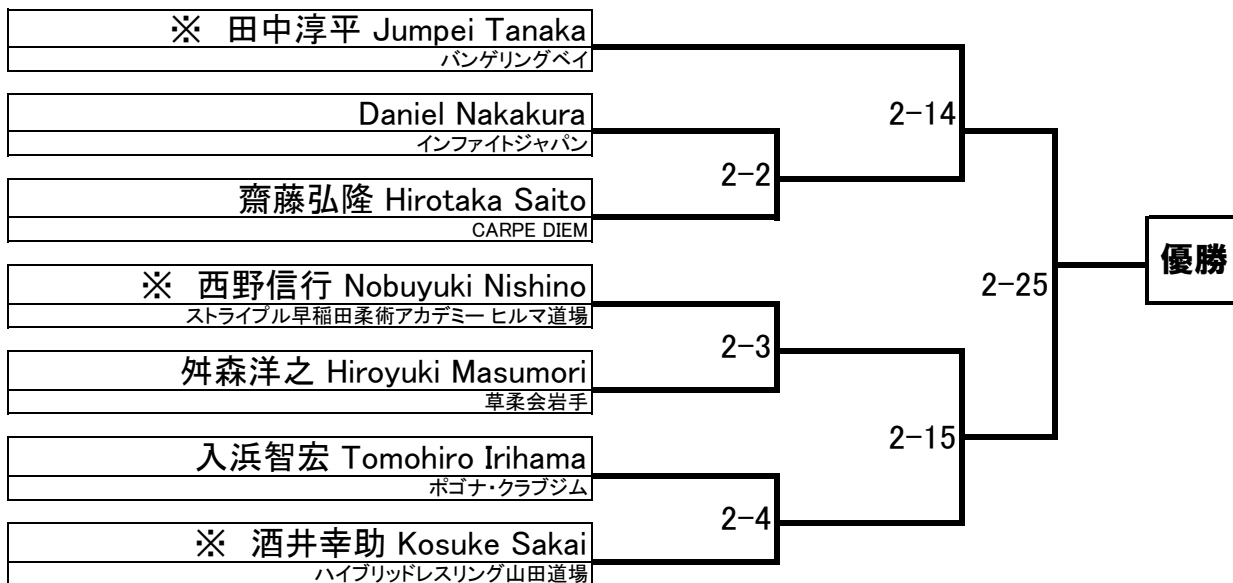 ※ 田中淳平 Jumpei Tanaka
バンゲリングベイ
2-14
Daniel Nakakura
インファイトジャパン
2-2
齋藤弘隆 Hirotaka Saito
CARPE DIEM
優勝
※ 西野信行 Nobuyuki Nishino
2-25
ストライプル早稲田柔術アカデミー ヒルマ道場
2-3
舛森洋之 Hiroyuki Masumori
草柔会岩手
2-15
入浜智宏 Tomohiro Irihama
ポゴナ・クラブジム
2-4
※ 酒井幸助 Kosuke Sakai
ハイブリッドレスリング山田道場